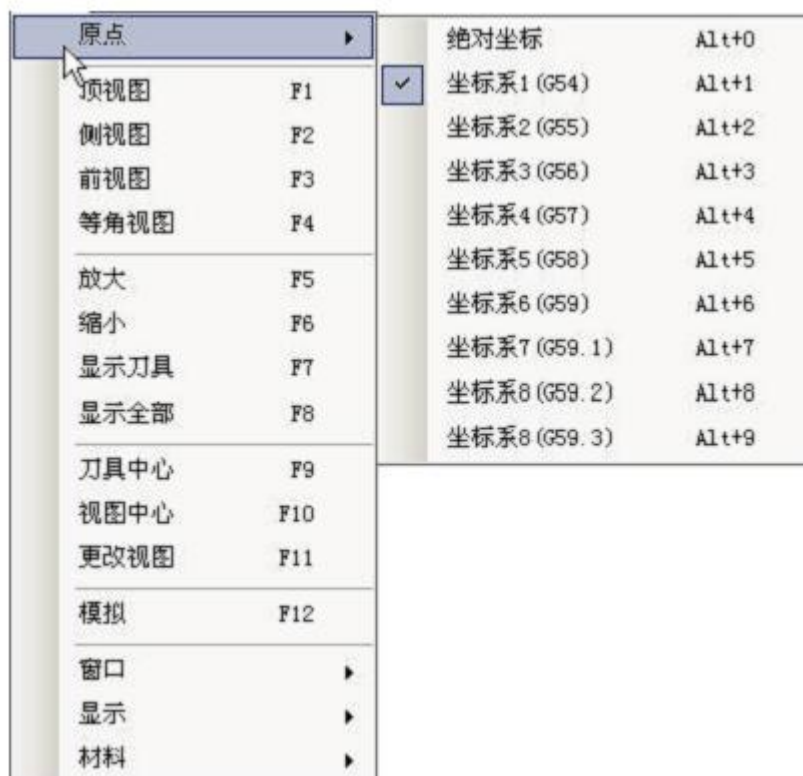 原点
顶视图 F1
侧视图 F2
前视图 F3
等角视图 F4
放大 F5
缩小 F6
显示刀具 F7
显示全部 F8
刀具中心 F9
视图中心 F10
更改视图 F11
模拟 F12
窗口
显示
材料
绝对坐标 Alt+0
坐标系1(G54) Alt+1
坐标系2(G55) Alt+2
坐标系3(G56) Alt+3
坐标系4(G57) Alt+4
坐标系5(G58) Alt+5
坐标系6(G59) Alt+6
坐标系7(G59.1) Alt+7
坐标系8(G59.2) Alt+8
坐标系8(G59.3) Alt+9